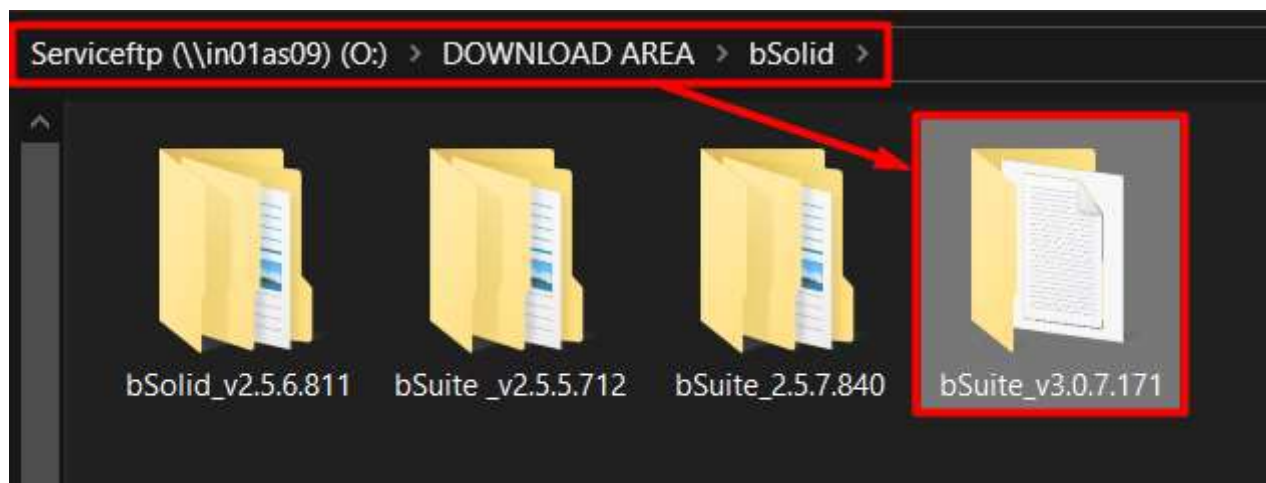 Serviceftp (\\in01as09) (O:) > DOWNLOAD AREA > bSolid >
bSolid_v2.5.6.811
bSuite _v2.5.5.712
bSuite_2.5.7.840
bSuite_v3.0.7.171